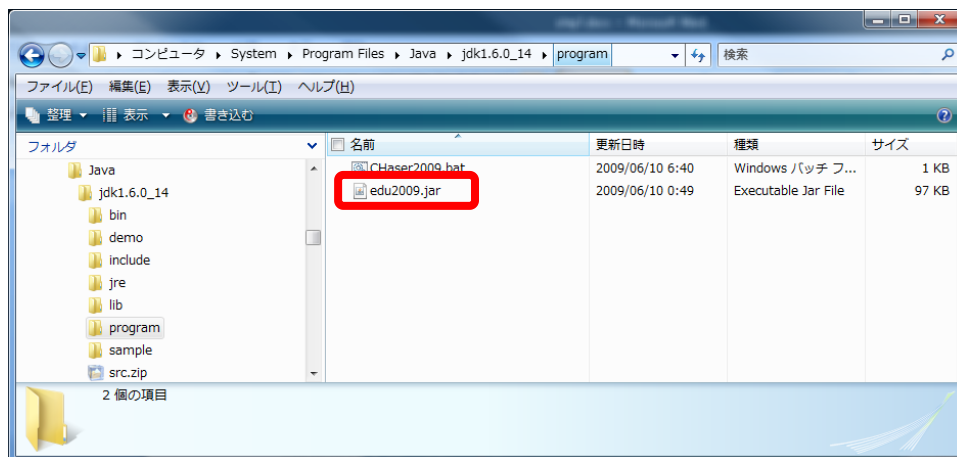 コンピュータ ▸ System ▸ Program Files ▸ Java ▸ jdk1.6.0_14 ▸ program 検索
ファイル(F) 編集(E) 表示(V) ツール(T) ヘルプ(H)
整理 表示 書き込む
フォルダ 名前 更新日時 種類 サイズ
Java
jdk1.6.0_14
bin
demo
include
jre
lib
program
sample
src.zip
CHaser2009.bat 2009/06/10 6:40 Windows バッチ フ... 1 KB
edu2009.jar 2009/06/10 0:49 Executable Jar File 97 KB
2 個の項目